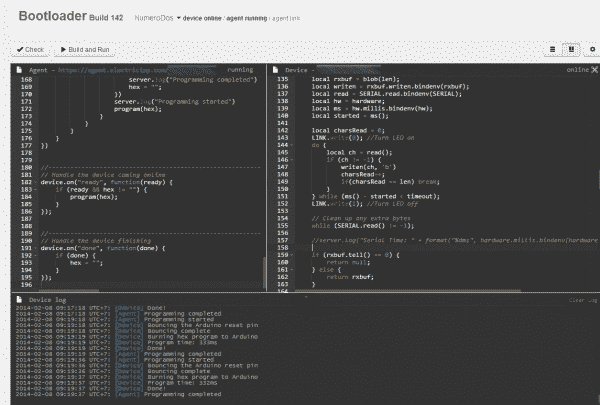 Bootloader Build 142
NumeroDos ▾ device online / agent running / agent link
✓ Check ▶ Build and Run
Agent - https://agent.electricimp.com/ running
168 server.log("Programming completed")
169 hex = "";
170 })
171 server.log("Programming started")
172 program(hex);
173 }
174 }
175 }
176 }
177 })
178
179
180 //------------------------------
181 // Handle the device coming online
182 device.on("ready", function(ready) {
183 if (ready && hex != "") {
184 program(hex);
185 }
186 });
187
188
189 //------------------------------
190 // Handle the device finishing
191 device.on("done", function(done) {
192 if (done) {
193 hex = "";
194 }
195 });
196
Device - online
135 local rxbuf = blob(len);
136 local writen = rxbuf.writen.bindenv(rxbuf);
137 local read = SERIAL.read.bindenv(SERIAL);
138 local hw = hardware;
139 local ms = hw.millis.bindenv(hw);
140 local started = ms();
141
142 local charsRead = 0;
143 LINK.write(0); //Turn LED on
144 do {
145 local ch = read();
146 if (ch != -1) {
147 writen(ch, 'b')
148 charsRead++;
149 if(charsRead == len) break;
150 }
151 } while (ms() - started < timeout);
152 LINK.write(1); //Turn LED off
153
154 // Clean up any extra bytes
155 while (SERIAL.read() != -1);
156
157 //server.log("Serial Time: " + format("%dms", hardware.millis.bindenv(hardware
158
159 if (rxbuf.tell() == 0) {
160 return null;
161 } else {
162 return rxbuf;
163 }
166
Device log Clear Log
2014-02-08 09:17:18 UTC+7: [Device] Done!
2014-02-08 09:17:18 UTC+7: [Agent] Programming completed
2014-02-08 09:19:18 UTC+7: [Agent] Programming started
2014-02-08 09:19:18 UTC+7: [Device] Bouncing the Arduino reset pin
2014-02-08 09:19:18 UTC+7: [Device] Bouncing complete
2014-02-08 09:19:19 UTC+7: [Device] Burning hex program to Arduino
2014-02-08 09:19:19 UTC+7: [Device] Program time: 333ms
2014-02-08 09:19:19 UTC+7: [Device] Done!
2014-02-08 09:19:19 UTC+7: [Agent] Programming completed
2014-02-08 09:19:36 UTC+7: [Agent] Programming started
2014-02-08 09:19:36 UTC+7: [Device] Bouncing the Arduino reset pin
2014-02-08 09:19:36 UTC+7: [Device] Bouncing complete
2014-02-08 09:19:37 UTC+7: [Device] Burning hex program to Arduino
2014-02-08 09:19:37 UTC+7: [Device] Program time: 332ms
2014-02-08 09:19:37 UTC+7: [Device] Done!
2014-02-08 09:19:37 UTC+7: [Agent] Programming completed